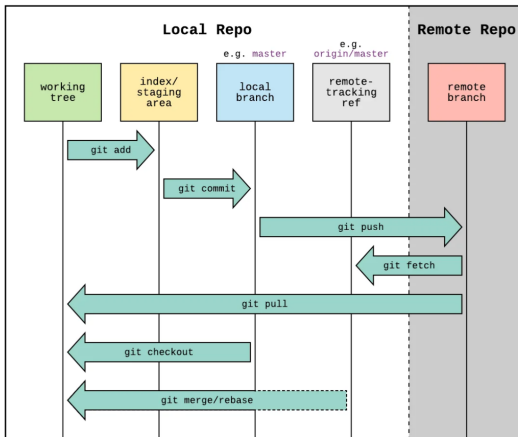 Local Repo
Remote Repo
e.g. master
e.g.
origin/master
working
tree
index/
staging
area
local
branch
remote-
tracking
ref
remote
branch
git add
git commit
git push
git fetch
git pull
git checkout
git merge/rebase